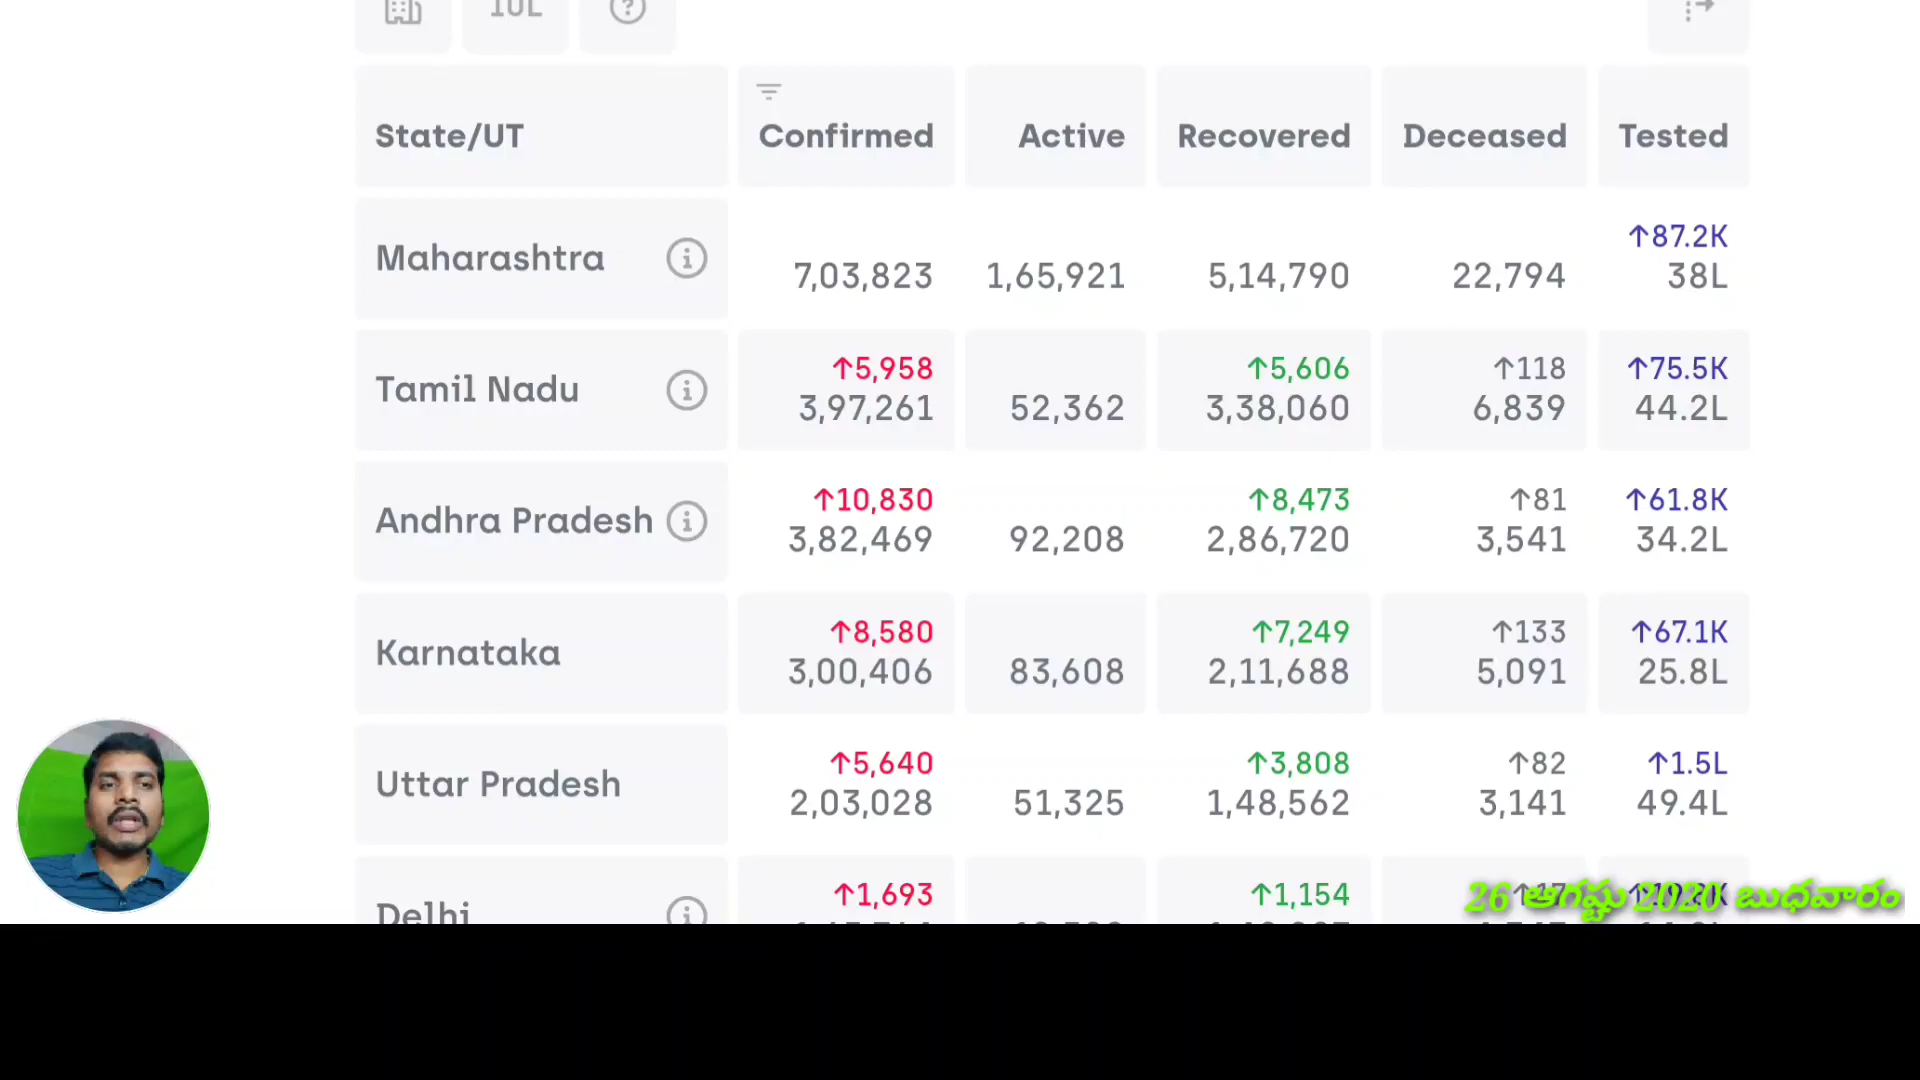 10L
State/UT Confirmed Active Recovered Deceased Tested
↑87.2K
Maharashtra 7,03,823 1,65,921 5,14,790 22,794 38L
↑5,958 ↑5,606 ↑118 ↑75.5K
Tamil Nadu 3,97,261 52,362 3,38,060 6,839 44.2L
↑10,830 ↑8,473 ↑81 ↑61.8K
Andhra Pradesh 3,82,469 92,208 2,86,720 3,541 34.2L
↑8,580 ↑7,249 ↑133 ↑67.1K
Karnataka 3,00,406 83,608 2,11,688 5,091 25.8L
↑5,640 ↑3,808 ↑82 ↑1.5L
Uttar Pradesh 2,03,028 51,325 1,48,562 3,141 49.4L
↑1,693 ↑1,154 ↑17
Delhi
26 ఆగష్టు 2020 బుధవారం